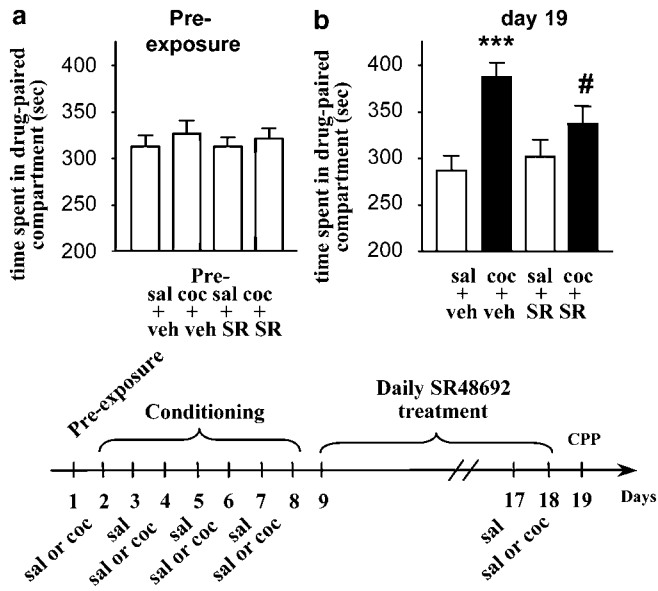 a
Pre-
exposure
time spent in drug-paired
compartment (sec)
400
350
300
250
200
Pre-
sal coc sal coc
+ + + +
veh veh SR SR
b
day 19
time spent in drug-paired
compartment (sec)
400
350
300
250
200
***
#
sal coc sal coc
+ + + +
veh veh SR SR
Pre-exposure
Conditioning
Daily SR48692
treatment
CPP
1 2 3 4 5 6 7 8 9 17 18 19 Days
sal or coc
sal
sal or coc
sal
sal or coc
sal
sal or coc
sal
sal or coc